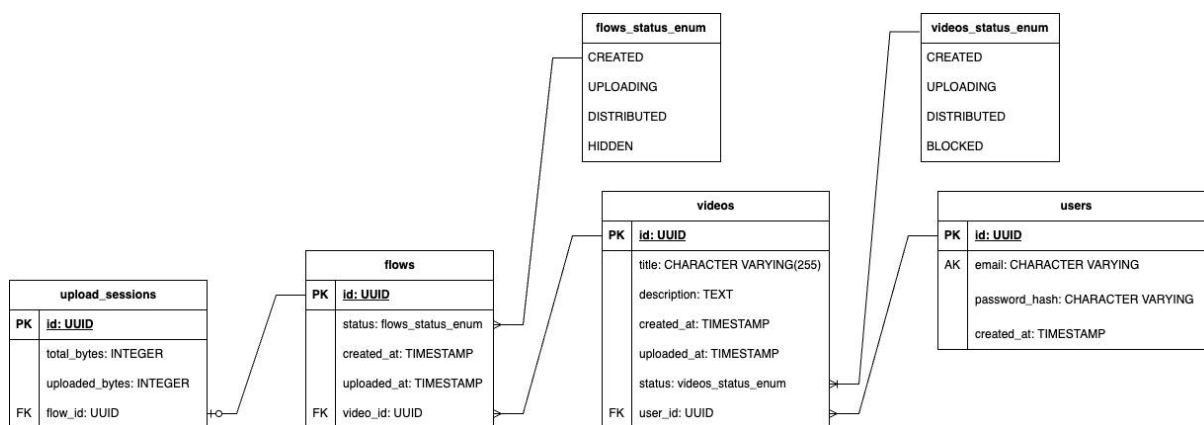 flows_status_enum
CREATED
UPLOADING
DISTRIBUTED
HIDDEN
videos_status_enum
CREATED
UPLOADING
DISTRIBUTED
BLOCKED
upload_sessions
PK id: UUID
total_bytes: INTEGER
uploaded_bytes: INTEGER
FK flow_id: UUID
flows
PK id: UUID
status: flows_status_enum
created_at: TIMESTAMP
uploaded_at: TIMESTAMP
FK video_id: UUID
videos
PK id: UUID
title: CHARACTER VARYING(255)
description: TEXT
created_at: TIMESTAMP
uploaded_at: TIMESTAMP
status: videos_status_enum
FK user_id: UUID
users
PK id: UUID
AK email: CHARACTER VARYING
password_hash: CHARACTER VARYING
created_at: TIMESTAMP